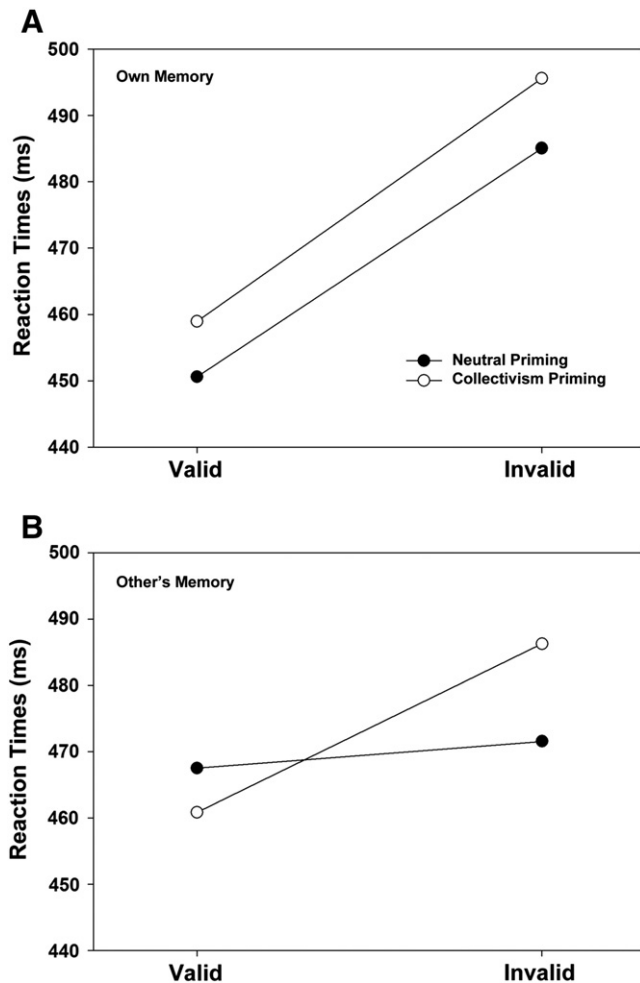 A
500
Own Memory
490
480
470
460
450
440
Reaction Times (ms)
Neutral Priming
Collectivism Priming
Valid Invalid
B
500
Other's Memory
490
480
470
460
450
440
Reaction Times (ms)
Valid Invalid